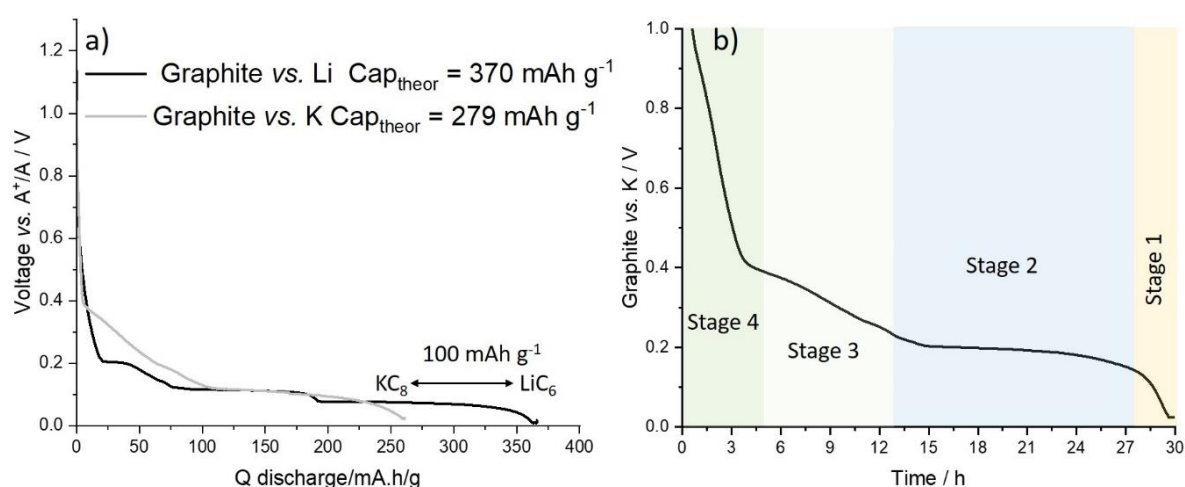 a)
Graphite vs. Li Cap_theor = 370 mAh g⁻¹
Graphite vs. K Cap_theor = 279 mAh g⁻¹
100 mAh g⁻¹
KC₈
LiC₆
Voltage vs. A⁺/A / V
1.2
1.0
0.8
0.6
0.4
0.2
0.0
0 50 100 150 200 250 300 350 400
Q discharge/mA.h/g
b)
Graphite vs. K / V
1.0
0.8
0.6
0.4
0.2
0.0
Stage 4
Stage 3
Stage 2
Stage 1
0 3 6 9 12 15 18 21 24 27 30
Time / h